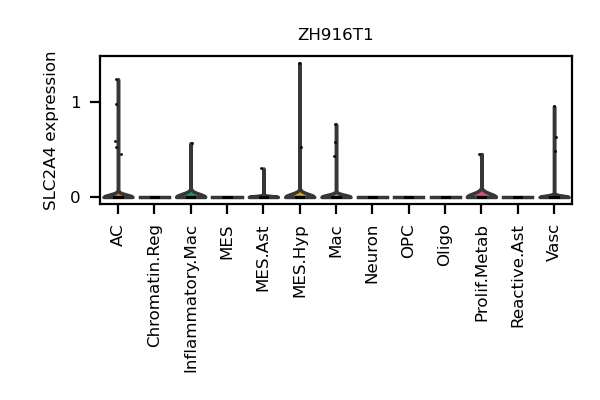 ZH916T1
SLC2A4 expression
1
0
AC
Chromatin.Reg
Inflammatory.Mac
MES
MES.Ast
MES.Hyp
Mac
Neuron
OPC
Oligo
Prolif.Metab
Reactive.Ast
Vasc